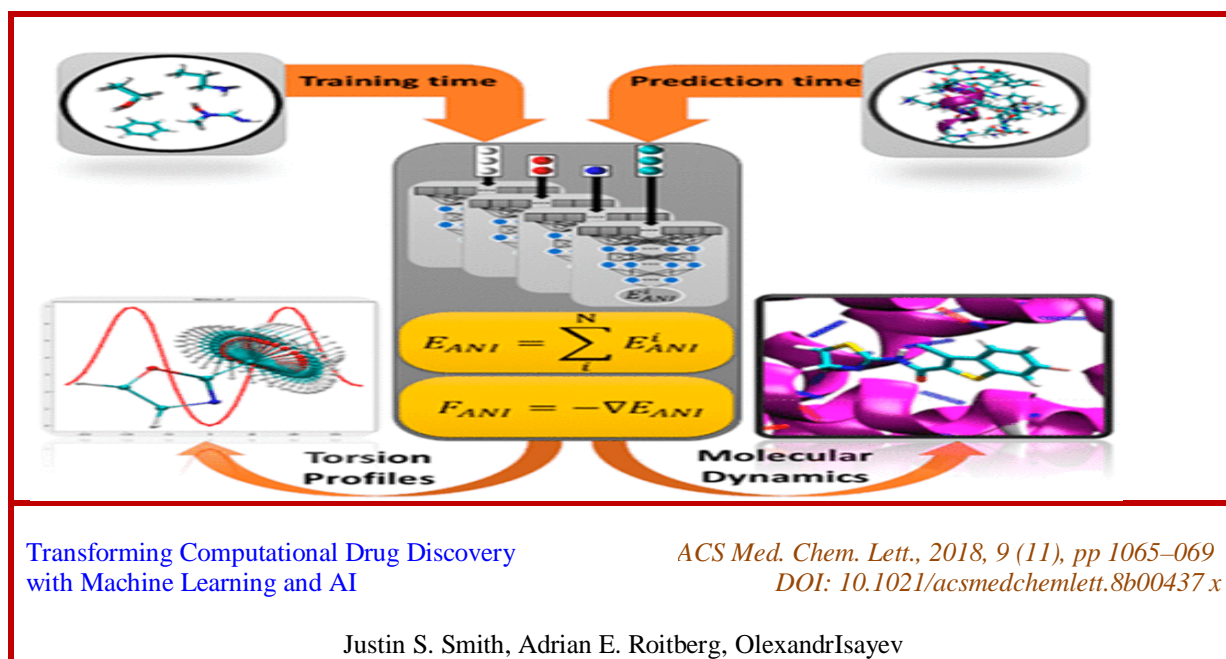 Training time
Prediction time
E^i_ANI
E_ANI = ∑_i^N E^i_ANI
F_ANI = −∇E_ANI
Torsion
Profiles
Molecular
Dynamics
Transforming Computational Drug Discovery
with Machine Learning and AI
ACS Med. Chem. Lett., 2018, 9 (11), pp 1065–069
DOI: 10.1021/acsmedchemlett.8b00437 x
Justin S. Smith, Adrian E. Roitberg, OlexandrIsayev